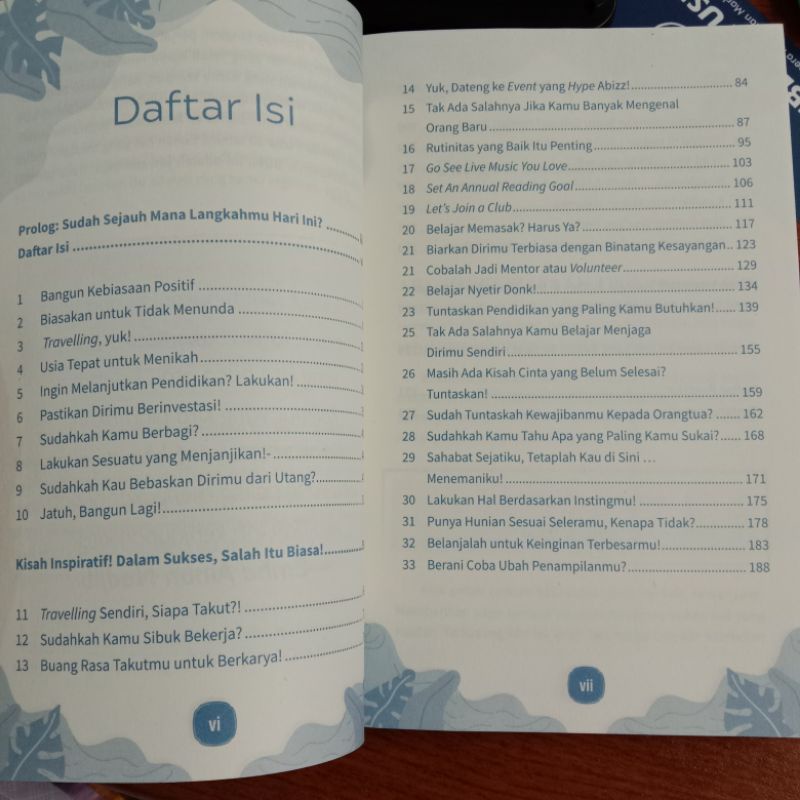 Daftar Isi
Prolog: Sudah Sejauh Mana Langkahmu Hari Ini? ........
Daftar Isi ................................................................
1 Bangun Kebiasaan Positif ........................................
2 Biasakan untuk Tidak Menunda ................................
3 Travelling, yuk! .......................................................
4 Usia Tepat untuk Menikah ........................................
5 Ingin Melanjutkan Pendidikan? Lakukan! .................
6 Pastikan Dirimu Berinvestasi! ...................................
7 Sudahkah Kamu Berbagi? ........................................
8 Lakukan Sesuatu yang Menjanjikan!- .......................
9 Sudahkah Kau Bebaskan Dirimu dari Utang? ............
10 Jatuh, Bangun Lagi! ................................................
Kisah Inspiratif! Dalam Sukses, Salah Itu Biasa! ..........
11 Travelling Sendiri, Siapa Takut?! .............................
12 Sudahkah Kamu Sibuk Bekerja? ..............................
13 Buang Rasa Takutmu untuk Berkarya! ....................
vi
14 Yuk, Dateng ke Event yang Hype Abizz! .......................... 84
15 Tak Ada Salahnya Jika Kamu Banyak Mengenal
Orang Baru ................................................................ 87
16 Rutinitas yang Baik Itu Penting .................................... 95
17 Go See Live Music You Love ........................................ 103
18 Set An Annual Reading Goal ....................................... 106
19 Let's Join a Club ........................................................ 111
20 Belajar Memasak? Harus Ya? ...................................... 117
21 Biarkan Dirimu Terbiasa dengan Binatang Kesayangan .. 123
21 Cobalah Jadi Mentor atau Volunteer ........................... 129
22 Belajar Nyetir Donk! .................................................. 134
23 Tuntaskan Pendidikan yang Paling Kamu Butuhkan! ...... 139
25 Tak Ada Salahnya Kamu Belajar Menjaga
Dirimu Sendiri ........................................................... 155
26 Masih Ada Kisah Cinta yang Belum Selesai?
Tuntaskan! ................................................................ 159
27 Sudah Tuntaskah Kewajibanmu Kepada Orangtua? ....... 162
28 Sudahkah Kamu Tahu Apa yang Paling Kamu Sukai? ...... 168
29 Sahabat Sejatiku, Tetaplah Kau di Sini ...
Menemaniku! ............................................................ 171
30 Lakukan Hal Berdasarkan Instingmu! .......................... 175
31 Punya Hunian Sesuai Seleramu, Kenapa Tidak? ............ 178
32 Belanjalah untuk Keinginan Terbesarmu! ..................... 183
33 Berani Coba Ubah Penampilanmu? ............................. 188
vii